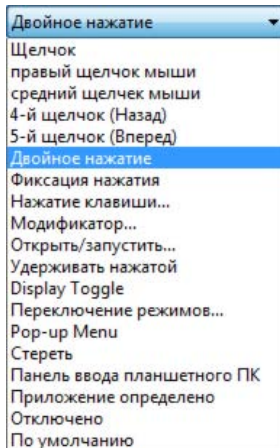 Двойное нажатие
Щелчок
правый щелчок мыши
средний щелчек мыши
4-й щелчок (Назад)
5-й щелчок (Вперед)
Двойное нажатие
Фиксация нажатия
Нажатие клавиши...
Модификатор...
Открыть/запустить...
Удерживать нажатой
Display Toggle
Переключение режимов...
Pop-up Menu
Стереть
Панель ввода планшетного ПК
Приложение определено
Отключено
По умолчанию